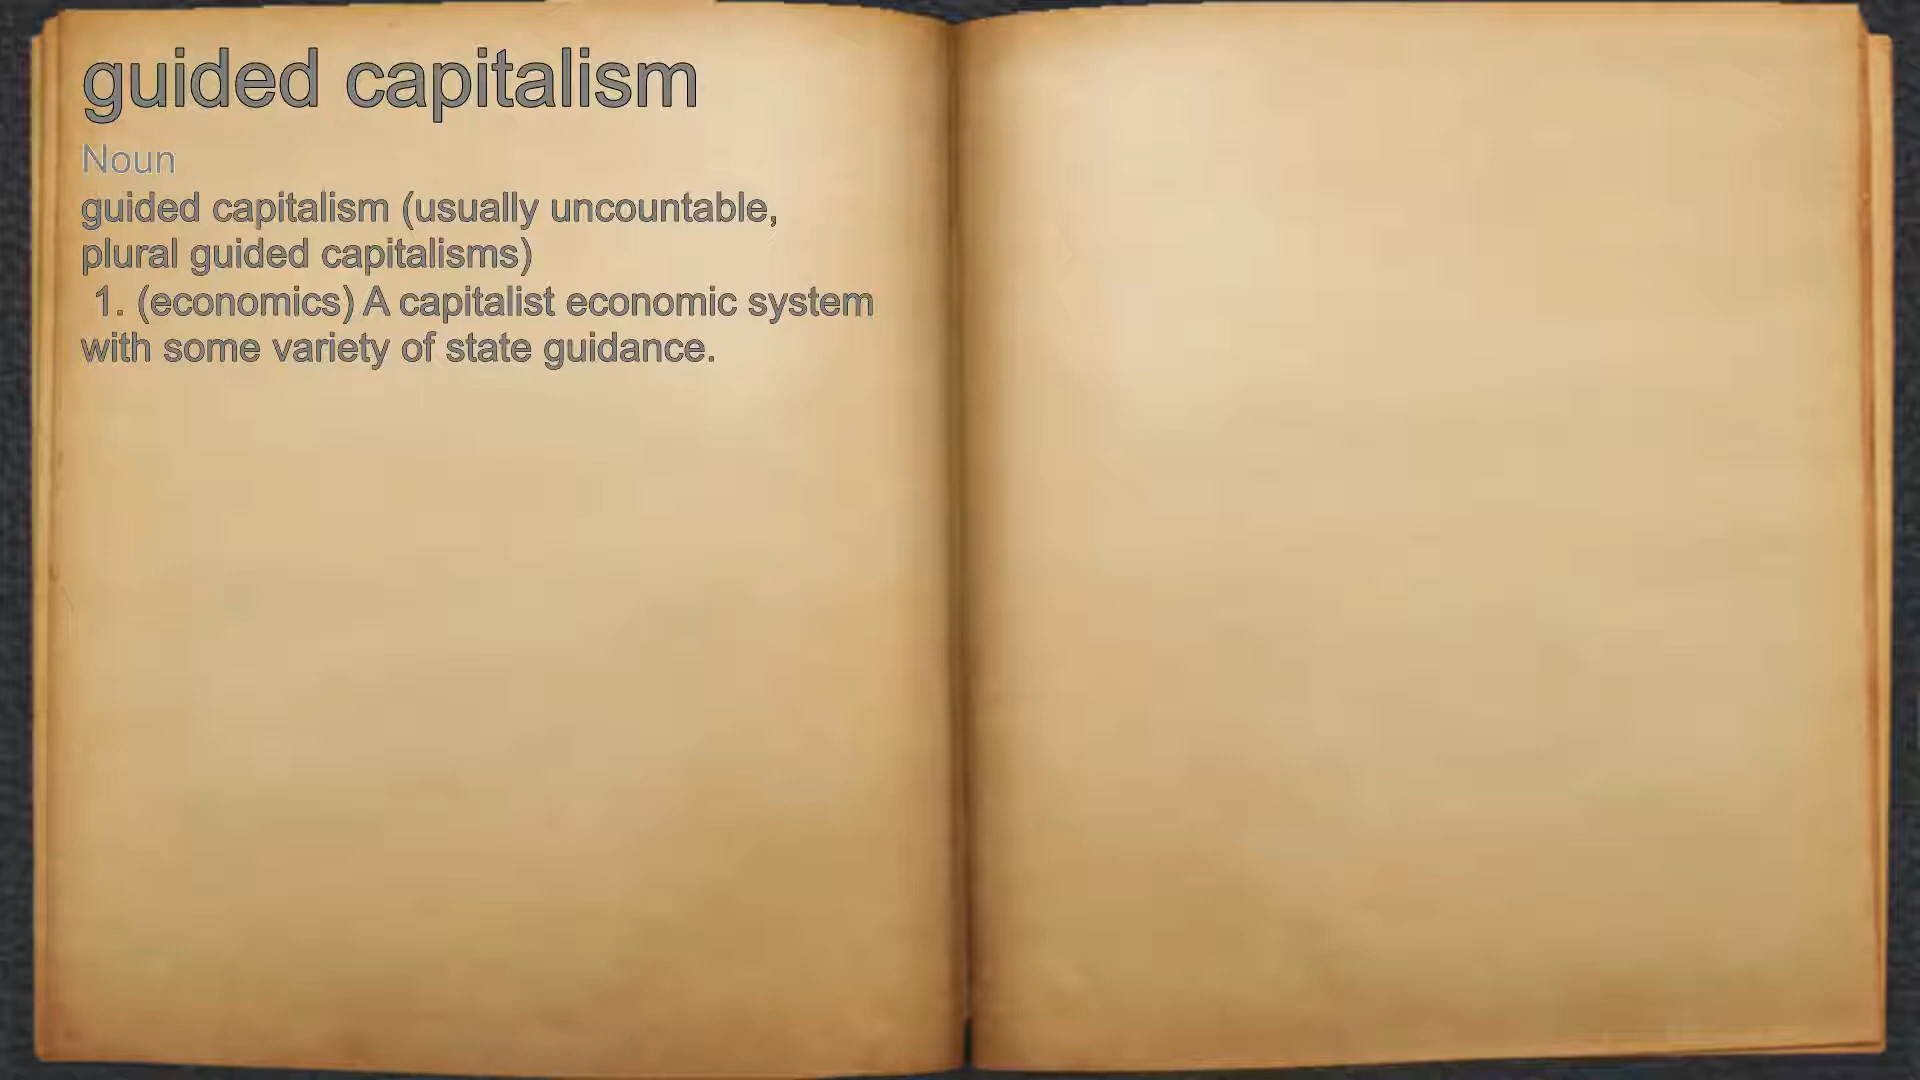 guided capitalism
Noun
guided capitalism (usually uncountable,
plural guided capitalisms)
1. (economics) A capitalist economic system
with some variety of state guidance.